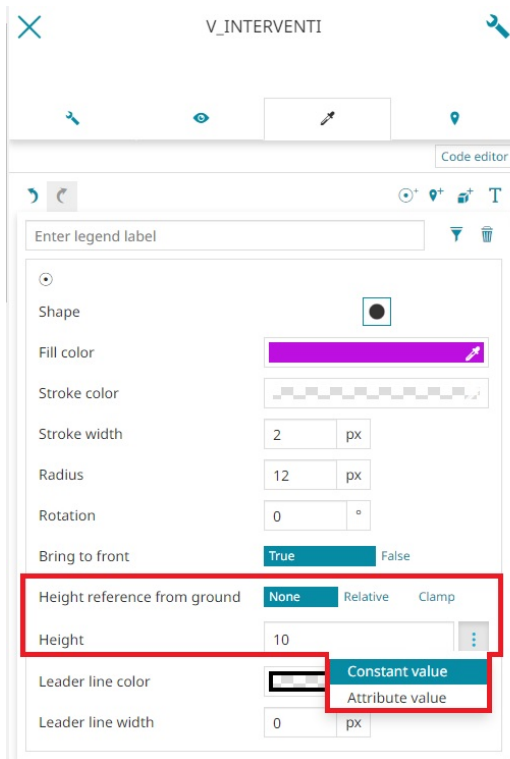 V_INTERVENTI
Code editor
T
Enter legend label
Shape
Fill color
Stroke color
Stroke width 2 px
Radius 12 px
Rotation 0 °
Bring to front True False
Height reference from ground None Relative Clamp
Height 10
Constant value
Leader line color
Attribute value
Leader line width 0 px